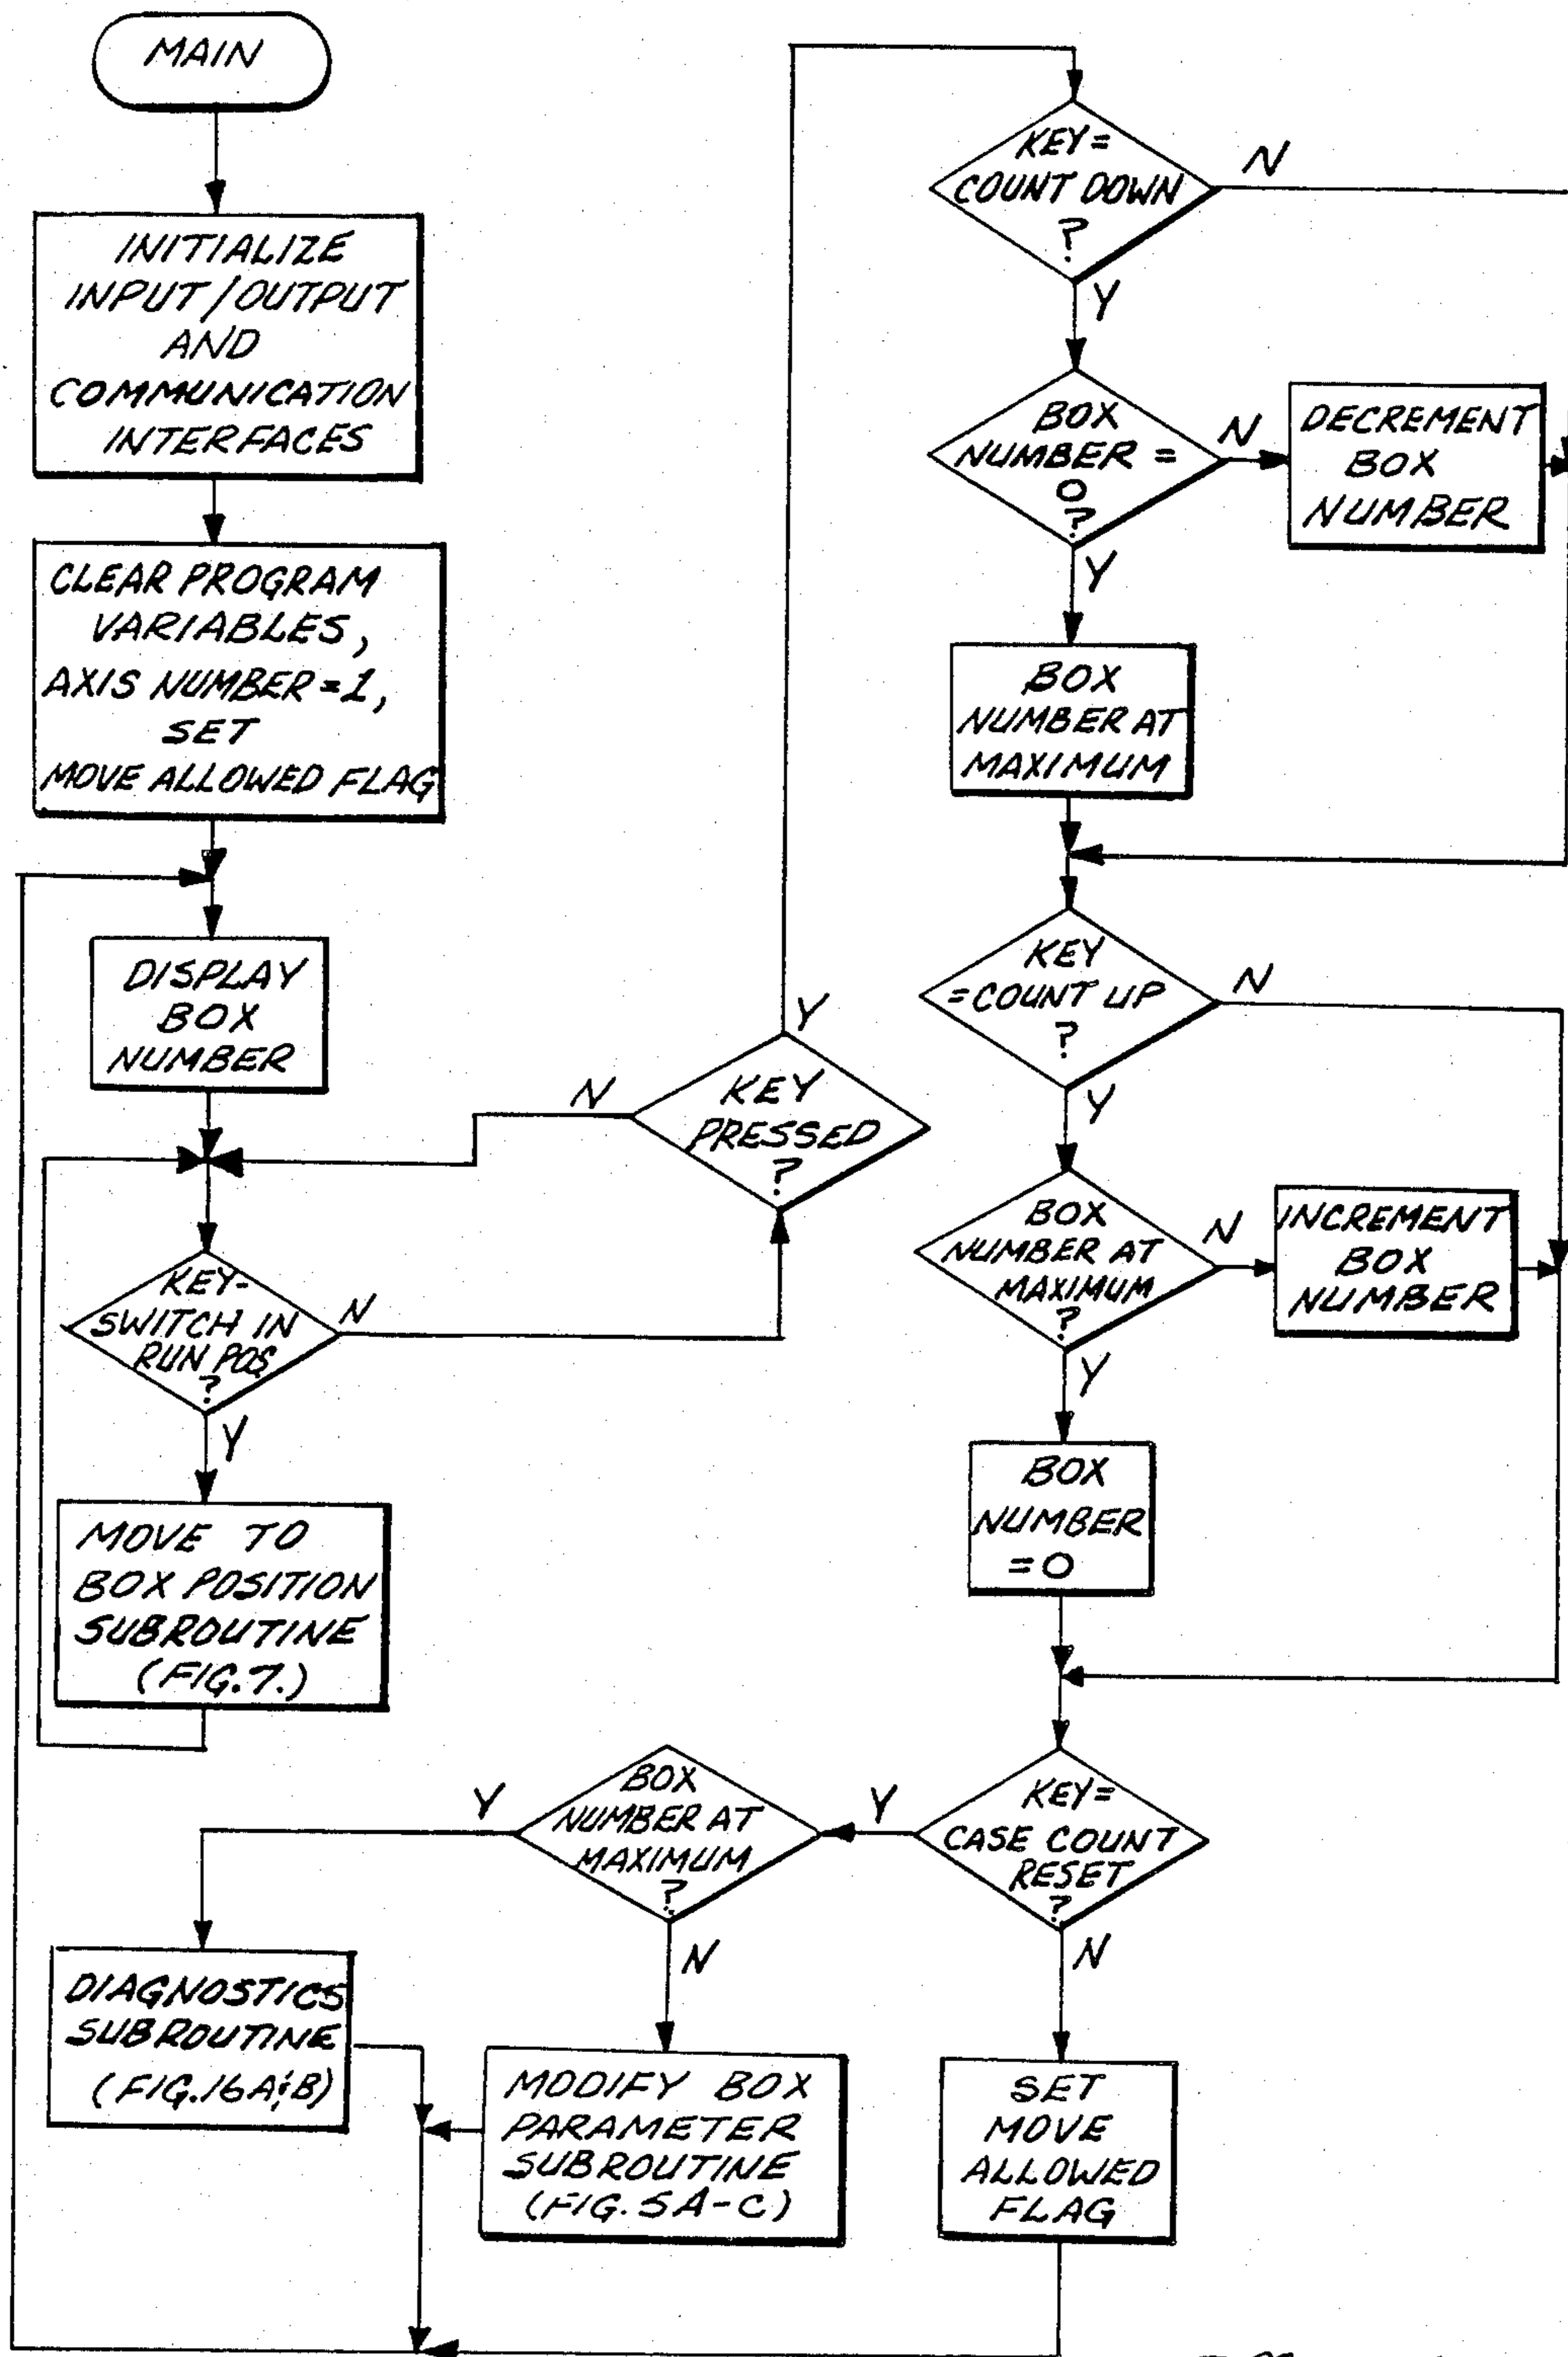 MAIN
INITIALIZE
INPUT/OUTPUT
AND
COMMUNICATION
INTERFACES
CLEAR PROGRAM
VARIABLES,
AXIS NUMBER=1,
SET
MOVE ALLOWED FLAG
DISPLAY
BOX
NUMBER
KEY-
SWITCH IN
RUN POS
?
N
Y
MOVE TO
BOX POSITION
SUBROUTINE
(FIG.7.)
KEY
PRESSED
?
N
Y
KEY=
COUNT DOWN
?
N
Y
BOX
NUMBER =
0
?
N
DECREMENT
BOX
NUMBER
Y
BOX
NUMBER AT
MAXIMUM
KEY
=COUNT UP
?
N
Y
BOX
NUMBER AT
MAXIMUM
?
N
INCREMENT
BOX
NUMBER
Y
BOX
NUMBER
=0
KEY=
CASE COUNT
RESET
?
Y
N
BOX
NUMBER AT
MAXIMUM
?
Y
N
DIAGNOSTICS
SUBROUTINE
(FIG.16A&B)
MODIFY BOX
PARAMETER
SUBROUTINE
(FIG.5A-C)
SET
MOVE
ALLOWED
FLAG